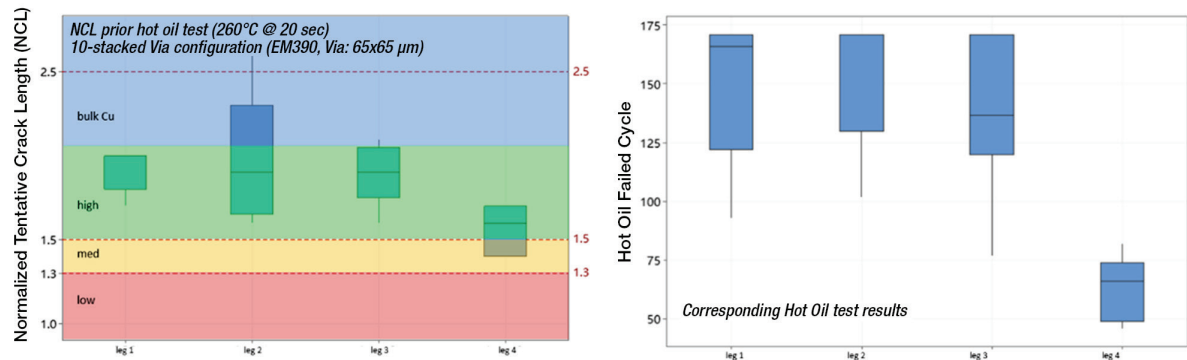 Normalized Tentative Crack Length (NCL)
NCL prior hot oil test (260°C @ 20 sec)
10-stacked Via configuration (EM390, Via: 65x65 µm)
2.5
2.5
bulk Cu
high
1.5
1.5
med
1.3
1.3
low
1.0
leg 1
leg 2
leg 3
leg 4
Hot Oil Failed Cycle
175
150
125
100
75
50
Corresponding Hot Oil test results
leg 1
leg 2
leg 3
leg 4